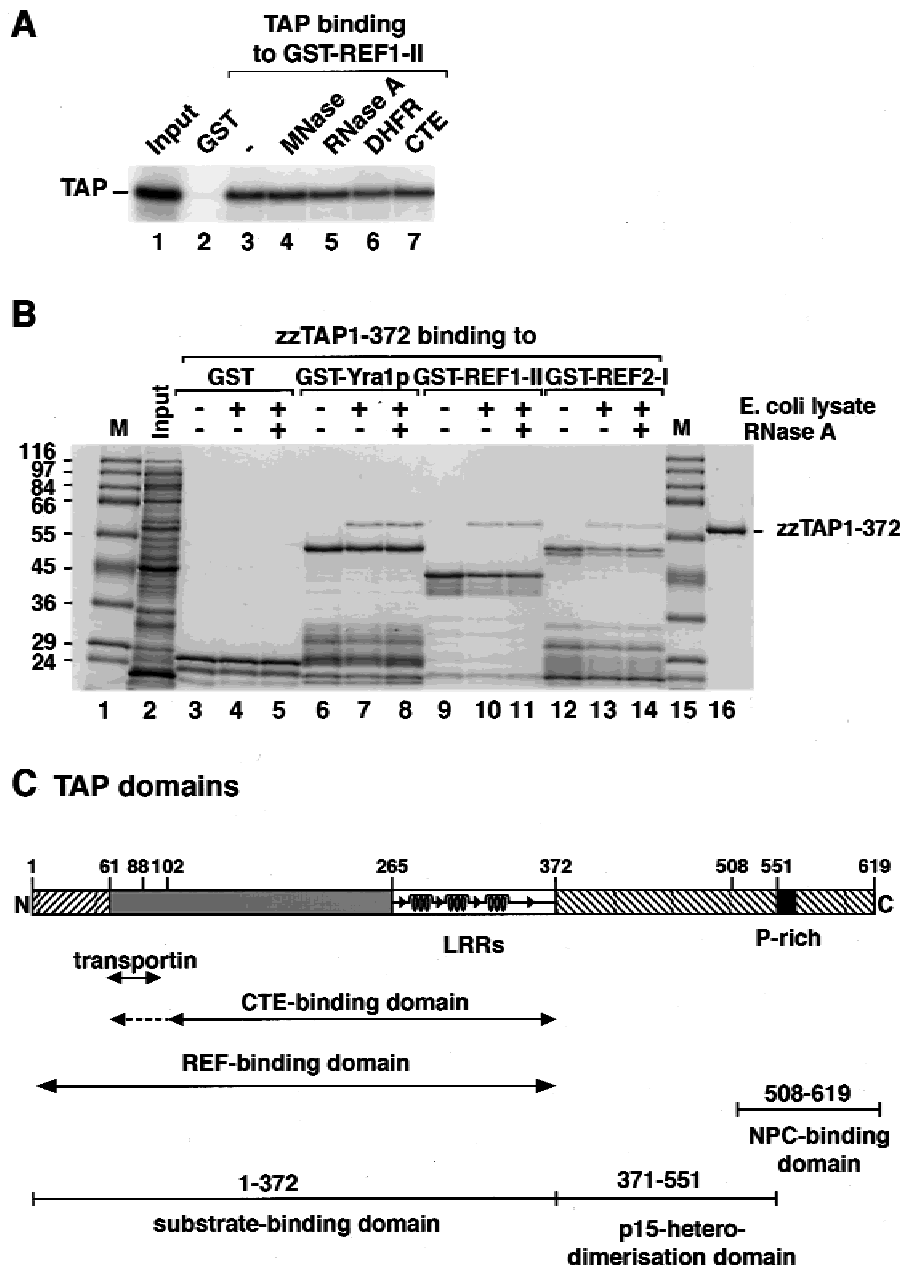 A
TAP binding
to GST-REF1-II
Input
GST
-
MNase
RNase A
DHFR
CTE
TAP
1 2 3 4 5 6 7
B
zzTAP1-372 binding to
GST GST-Yra1p GST-REF1-II GST-REF2-I
M Input - + + - + + - + + - + + M E. coli lysate
- - + - - + - - + - - + RNase A
116
97
84
66
55
45
36
29
24
zzTAP1-372
1 2 3 4 5 6 7 8 9 10 11 12 13 14 15 16
C TAP domains
1 61 88 102 265 372 508 551 619
N C
LRRs
P-rich
transportin
CTE-binding domain
REF-binding domain
508-619
NPC-binding
domain
1-372
substrate-binding domain
371-551
p15-hetero-
dimerisation domain